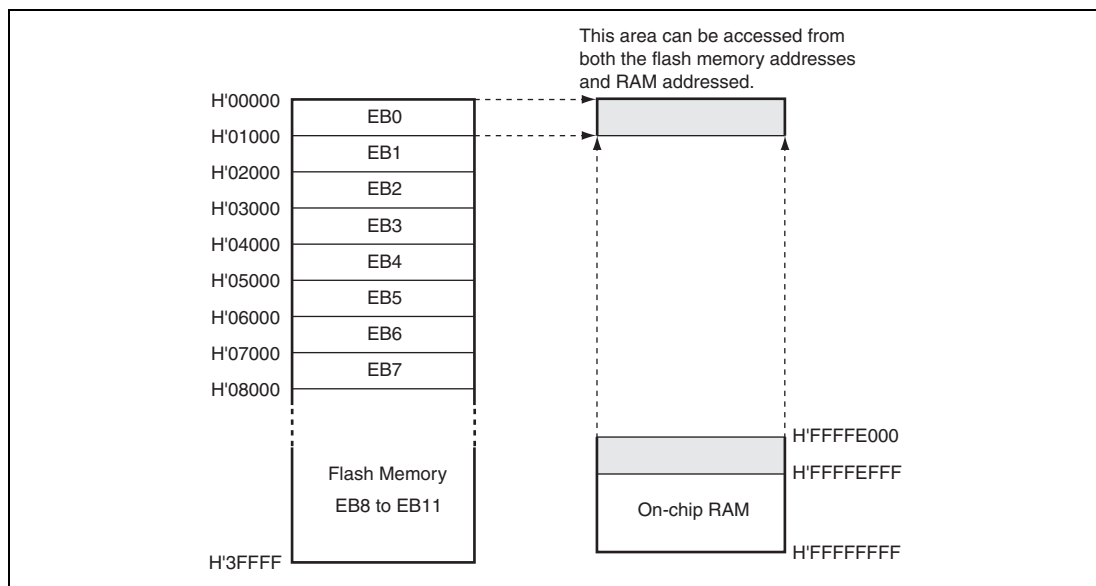 This area can be accessed from
both the flash memory addresses
and RAM addressed.
H'00000
EB0
H'01000
EB1
H'02000
EB2
H'03000
EB3
H'04000
EB4
H'05000
EB5
H'06000
EB6
H'07000
EB7
H'08000
H'FFFFE000
H'FFFFEFFF
Flash Memory
EB8 to EB11
On-chip RAM
H'FFFFFFFF
H'3FFFF